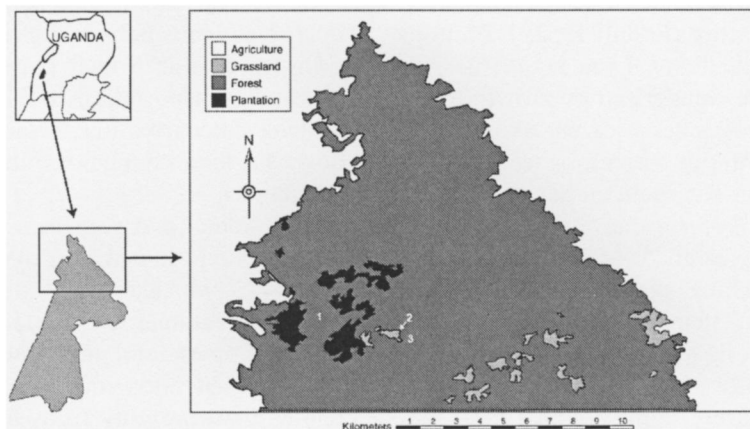 UGANDA
Agriculture
Grassland
Forest
Plantation
N
1
2
3
Kilometers 1 2 3 4 5 6 7 8 9 10